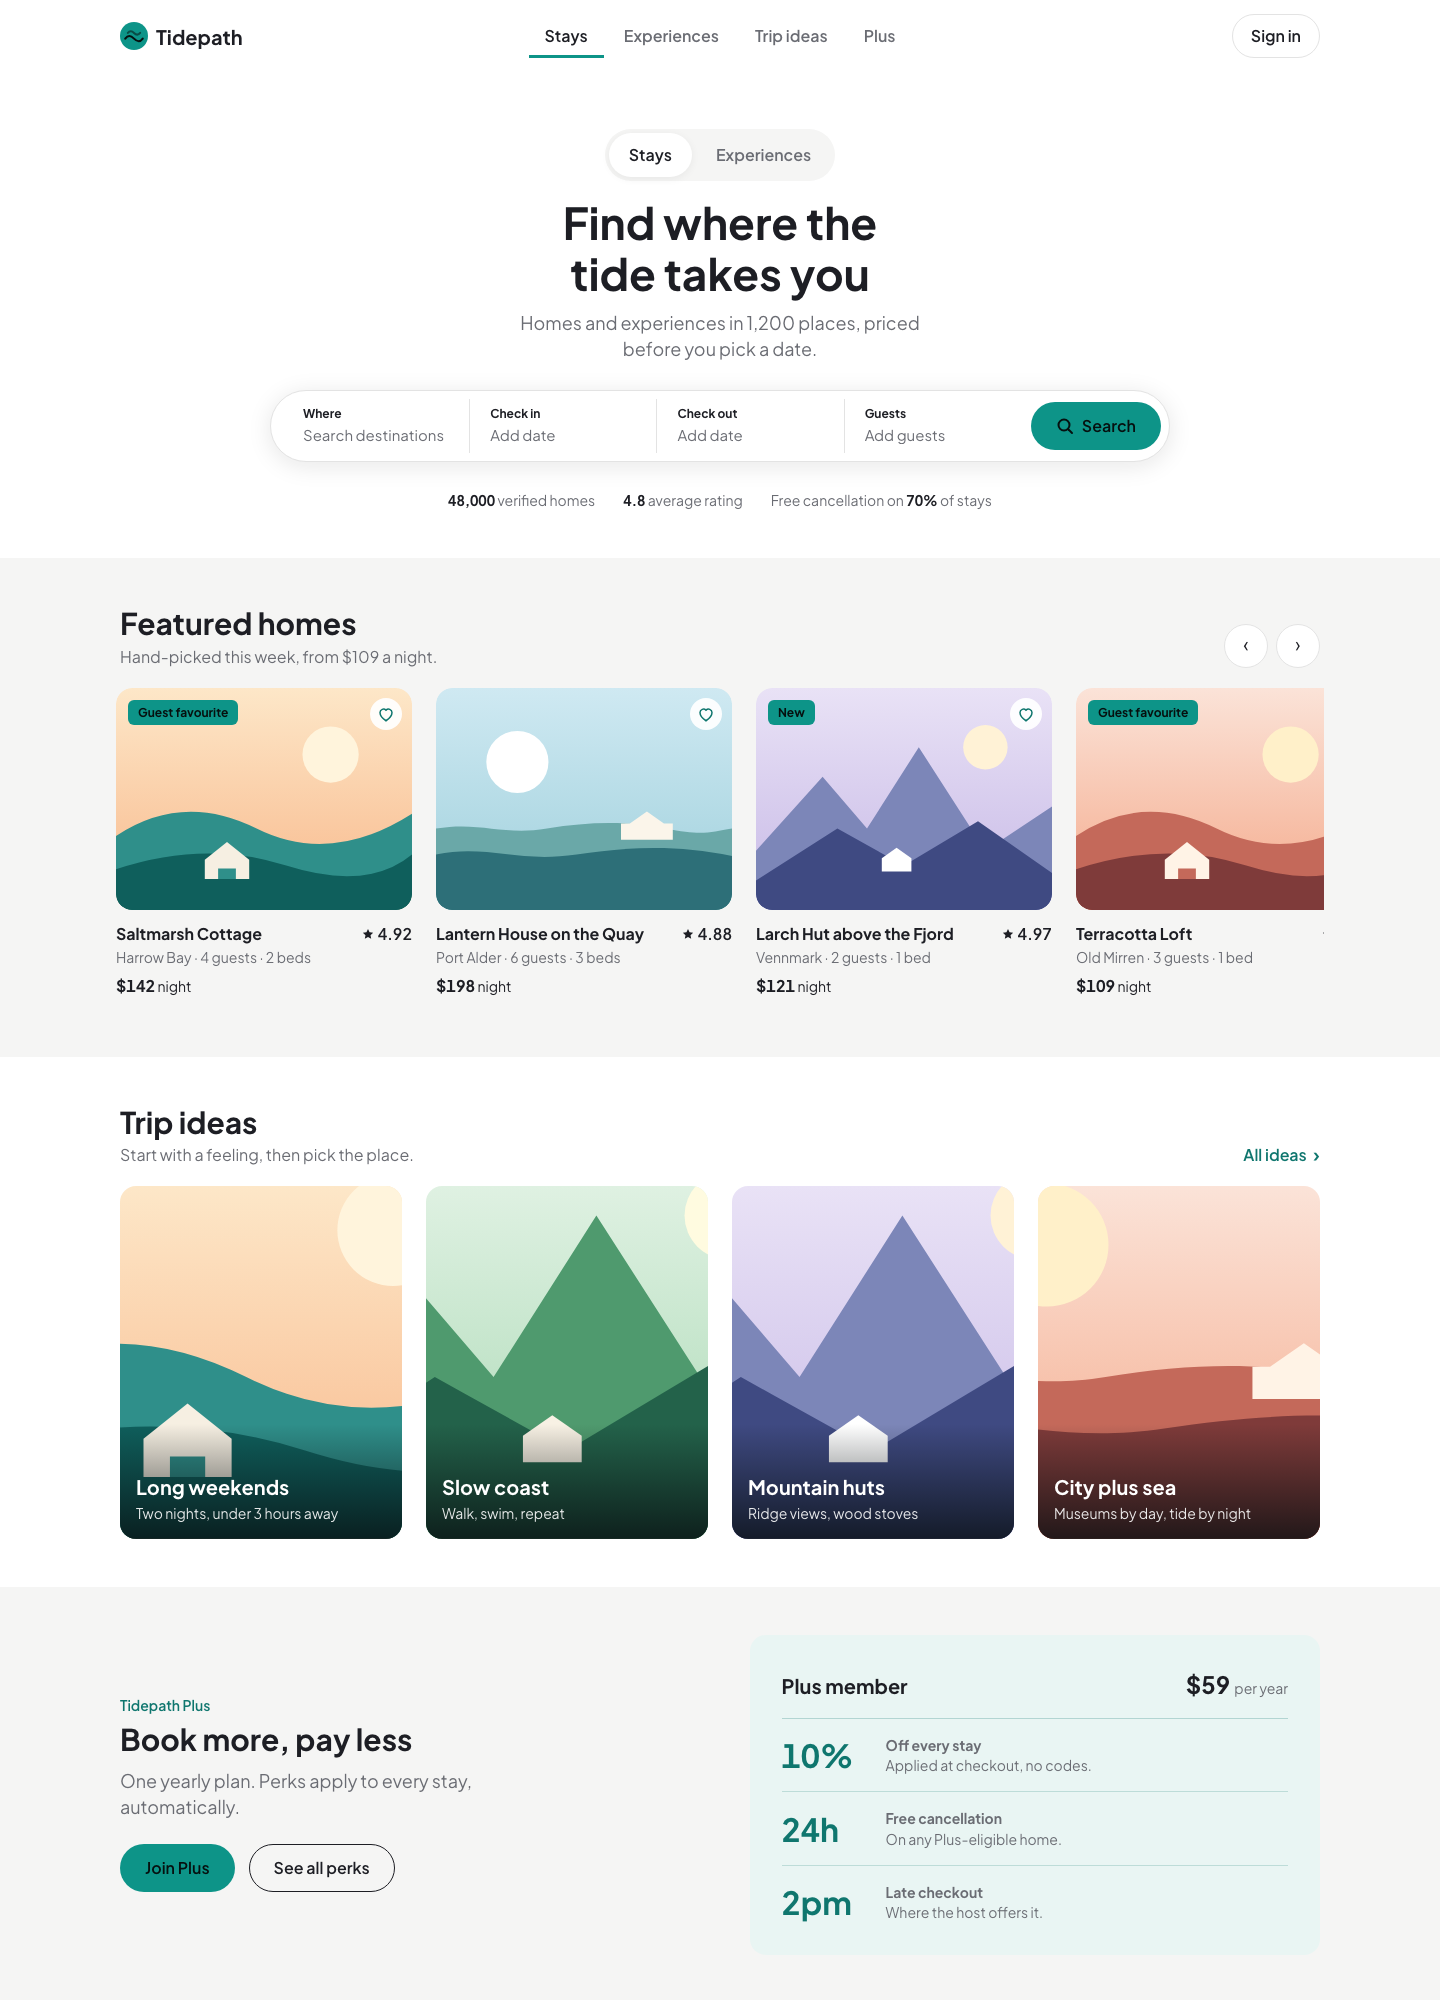 Tidepath
Stays
Experiences
Trip ideas
Plus
Sign in
Stays
Experiences
Find where the
tide takes you
Homes and experiences in 1,200 places, priced
before you pick a date.
Where
Search destinations
Check in
Add date
Check out
Add date
Guests
Add guests
Search
48,000 verified homes
4.8 average rating
Free cancellation on 70% of stays
Featured homes
Hand-picked this week, from $109 a night.
Guest favourite
Saltmarsh Cottage
★ 4.92
Harrow Bay · 4 guests · 2 beds
$142 night
Lantern House on the Quay
★ 4.88
Port Alder · 6 guests · 3 beds
$198 night
New
Larch Hut above the Fjord
★ 4.97
Vennmark · 2 guests · 1 bed
$121 night
Guest favourite
Terracotta Loft
Old Mirren · 3 guests · 1 bed
$109 night
Trip ideas
Start with a feeling, then pick the place.
All ideas ›
Long weekends
Two nights, under 3 hours away
Slow coast
Walk, swim, repeat
Mountain huts
Ridge views, wood stoves
City plus sea
Museums by day, tide by night
Tidepath Plus
Book more, pay less
One yearly plan. Perks apply to every stay,
automatically.
Join Plus
See all perks
Plus member
$59 per year
10%
Off every stay
Applied at checkout, no codes.
24h
Free cancellation
On any Plus-eligible home.
2pm
Late checkout
Where the host offers it.